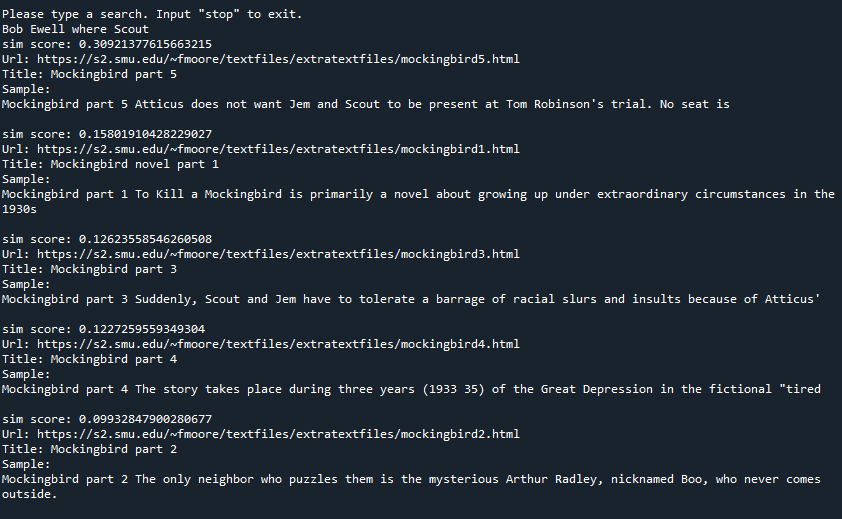 Please type a search. Input "stop" to exit.
Bob Ewell where Scout
sim score: 0.30921377615663215
Url: https://s2.smu.edu/~fmoore/textfiles/extratextfiles/mockingbird5.html
Title: Mockingbird part 5
Sample:
Mockingbird part 5 Atticus does not want Jem and Scout to be present at Tom Robinson's trial. No seat is
sim score: 0.15801910428229027
Url: https://s2.smu.edu/~fmoore/textfiles/extratextfiles/mockingbird1.html
Title: Mockingbird novel part 1
Sample:
Mockingbird part 1 To Kill a Mockingbird is primarily a novel about growing up under extraordinary circumstances in the
1930s
sim score: 0.12623558546260508
Url: https://s2.smu.edu/~fmoore/textfiles/extratextfiles/mockingbird3.html
Title: Mockingbird part 3
Sample:
Mockingbird part 3 Suddenly, Scout and Jem have to tolerate a barrage of racial slurs and insults because of Atticus'
sim score: 0.1227259559349304
Url: https://s2.smu.edu/~fmoore/textfiles/extratextfiles/mockingbird4.html
Title: Mockingbird part 4
Sample:
Mockingbird part 4 The story takes place during three years (1933 35) of the Great Depression in the fictional "tired
sim score: 0.09932847900280677
Url: https://s2.smu.edu/~fmoore/textfiles/extratextfiles/mockingbird2.html
Title: Mockingbird part 2
Sample:
Mockingbird part 2 The only neighbor who puzzles them is the mysterious Arthur Radley, nicknamed Boo, who never comes
outside.